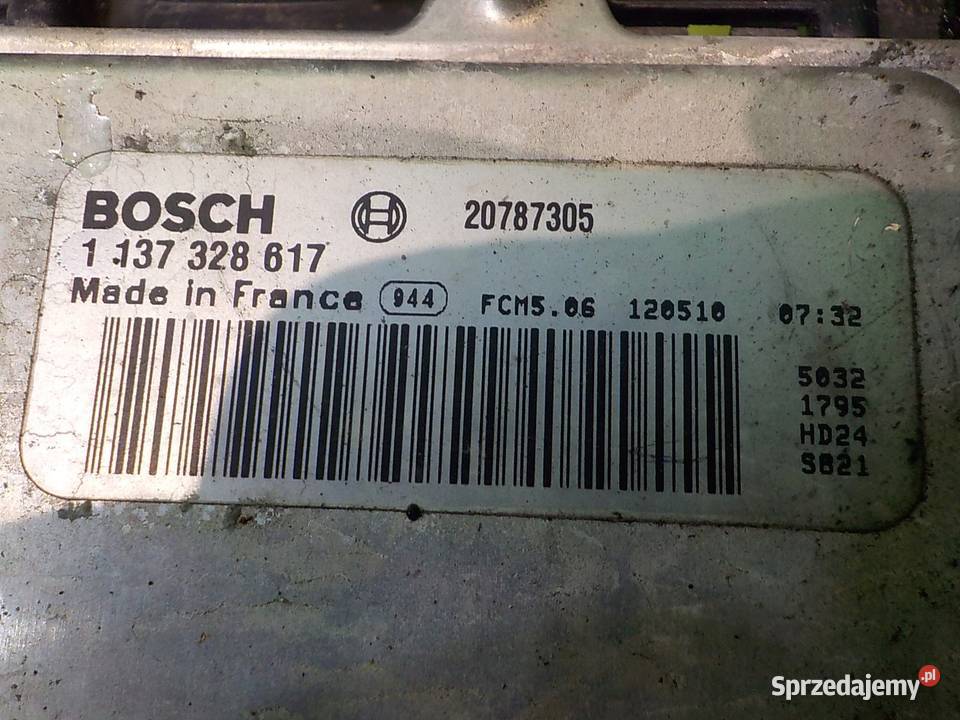 BOSCH 20787305
1 137 328 617
Made in France 944 FCM5.06 120510 07:32
5032
1795
HD24
S621
Sprzedajemy.pl